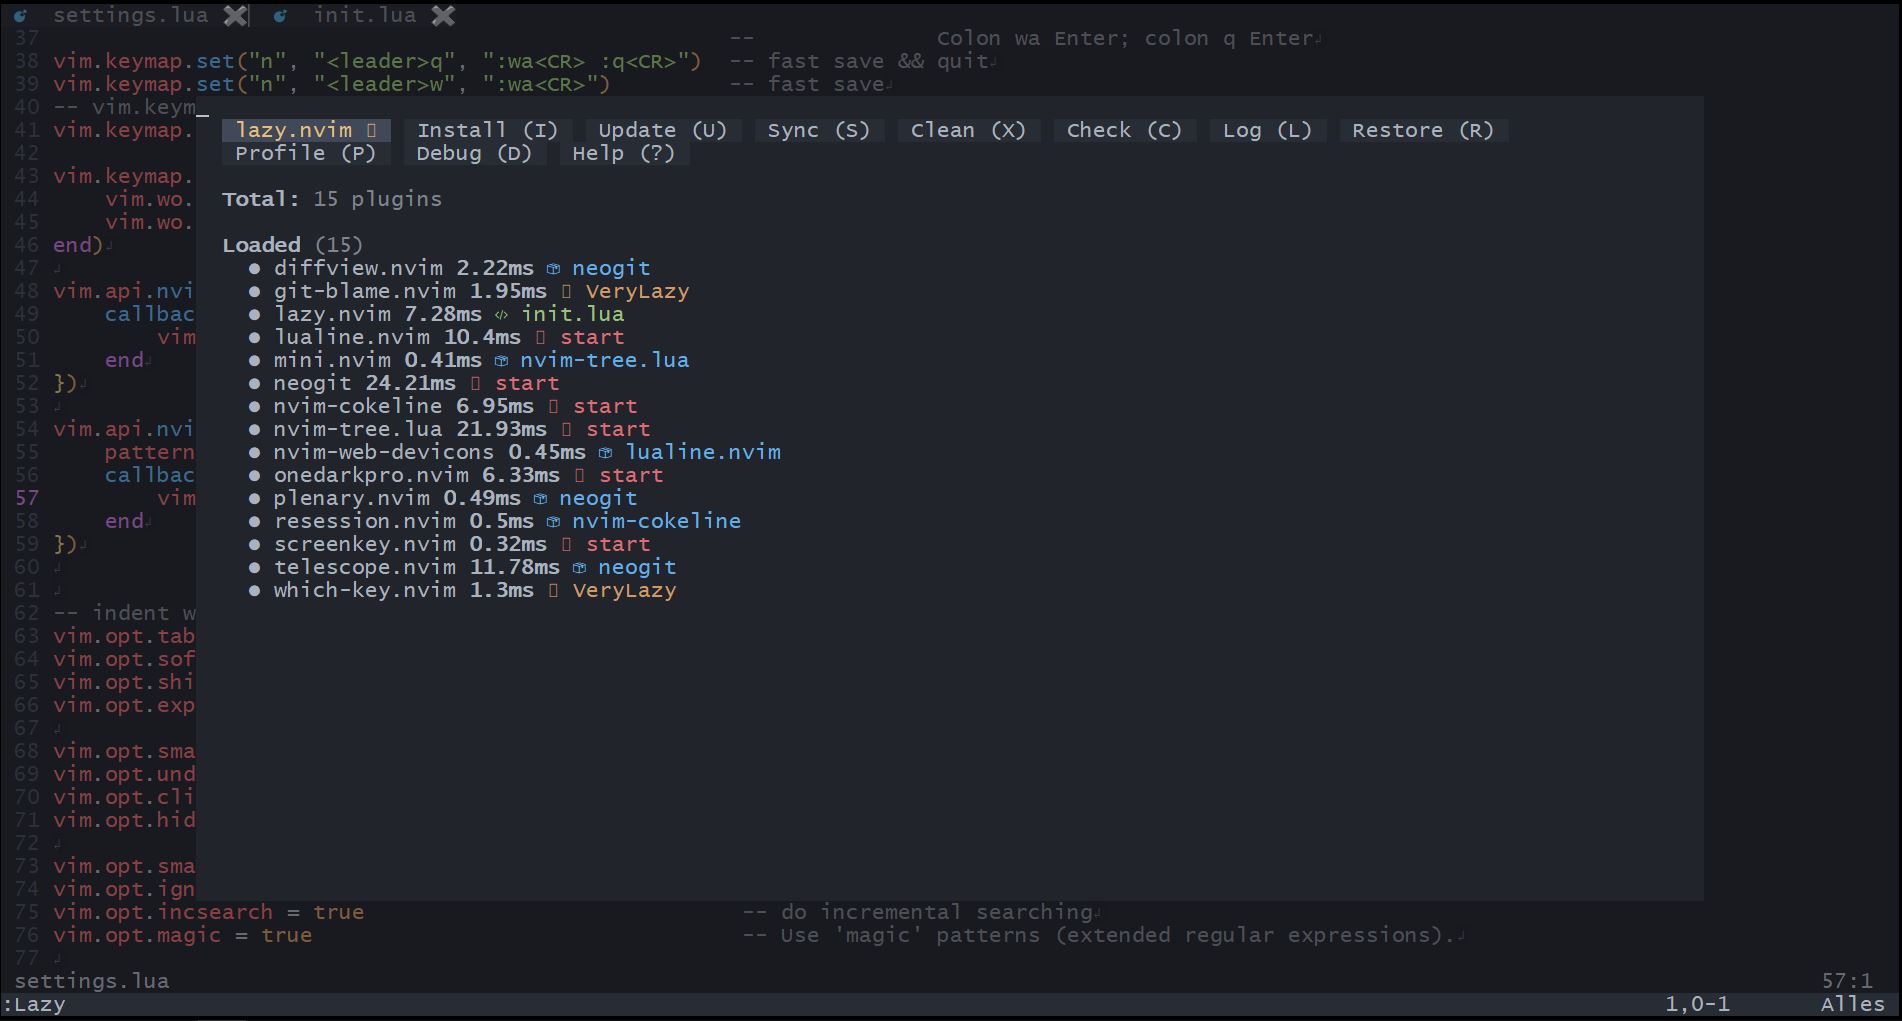 settings.lua ✖ init.lua ✖
37 -- Colon wa Enter; colon q Enter
38 vim.keymap.set("n", "<leader>q", ":wa<CR> :q<CR>") -- fast save && quit
39 vim.keymap.set("n", "<leader>w", ":wa<CR>") -- fast save
40 -- vim.keym
lazy.nvim Install (I) Update (U) Sync (S) Clean (X) Check (C) Log (L) Restore (R)
41 vim.keymap.
Profile (P) Debug (D) Help (?)
42
43 vim.keymap.
44 vim.wo.
Total: 15 plugins
45 vim.wo.
46 end)
Loaded (15)
47
● diffview.nvim 2.22ms neogit
48 vim.api.nvi
● git-blame.nvim 1.95ms VeryLazy
49 callbac
● lazy.nvim 7.28ms init.lua
50 vim
● lualine.nvim 10.4ms start
51 end
● mini.nvim 0.41ms nvim-tree.lua
52 })
● neogit 24.21ms start
53
● nvim-cokeline 6.95ms start
54 vim.api.nvi
● nvim-tree.lua 21.93ms start
55 pattern
● nvim-web-devicons 0.45ms lualine.nvim
56 callbac
● onedarkpro.nvim 6.33ms start
57 vim
● plenary.nvim 0.49ms neogit
58 end
● resession.nvim 0.5ms nvim-cokeline
59 })
● screenkey.nvim 0.32ms start
60
● telescope.nvim 11.78ms neogit
61
● which-key.nvim 1.3ms VeryLazy
62 -- indent w
63 vim.opt.tab
64 vim.opt.sof
65 vim.opt.shi
66 vim.opt.exp
67
68 vim.opt.sma
69 vim.opt.und
70 vim.opt.cli
71 vim.opt.hid
72
73 vim.opt.sma
74 vim.opt.ign
75 vim.opt.incsearch = true -- do incremental searching
76 vim.opt.magic = true -- Use 'magic' patterns (extended regular expressions).
77
settings.lua 57:1
:Lazy 1,0-1 Alles